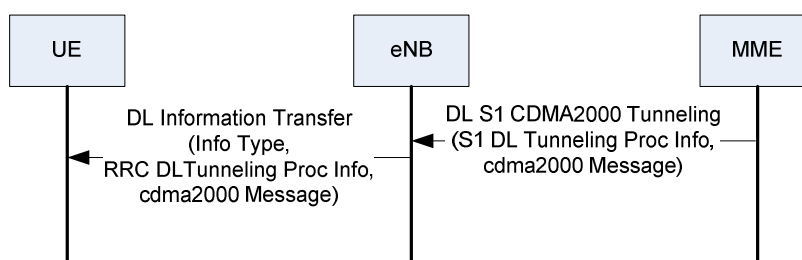 UE
eNB
MME
DL Information Transfer
(Info Type,
RRC DLTunneling Proc Info,
cdma2000 Message)
DL S1 CDMA2000 Tunneling
(S1 DL Tunneling Proc Info,
cdma2000 Message)